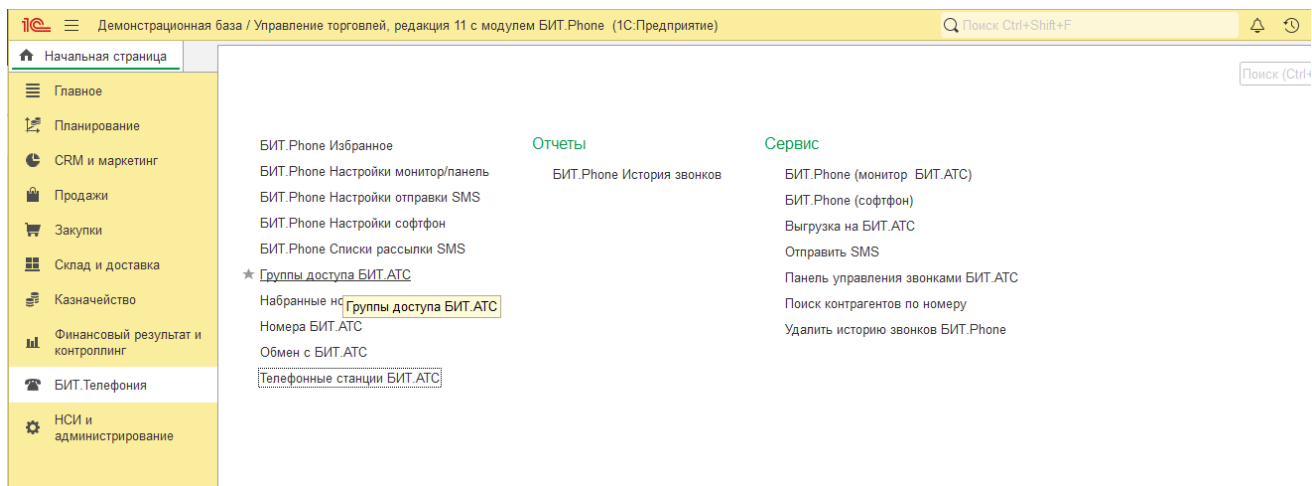 1С Демонстрационная база / Управление торговлей, редакция 11 с модулем БИТ.Phone (1С:Предприятие)
Поиск Ctrl+Shift+F
Начальная страница
Поиск (Ctrl+
Главное
Планирование
CRM и маркетинг
Продажи
Закупки
Склад и доставка
Казначейство
Финансовый результат и
контроллинг
БИТ.Телефония
НСИ и
администрирование
БИТ.Phone Избранное
БИТ.Phone Настройки монитор/панель
БИТ.Phone Настройки отправки SMS
БИТ.Phone Настройки софтфон
БИТ.Phone Списки рассылки SMS
Группы доступа БИТ.АТС
Набранные но
Группы доступа БИТ.АТС
Номера БИТ.АТС
Обмен с БИТ.АТС
Телефонные станции БИТ.АТС
Отчеты
БИТ.Phone История звонков
Сервис
БИТ.Phone (монитор БИТ.АТС)
БИТ.Phone (софтфон)
Выгрузка на БИТ.АТС
Отправить SMS
Панель управления звонками БИТ.АТС
Поиск контрагентов по номеру
Удалить историю звонков БИТ.Phone